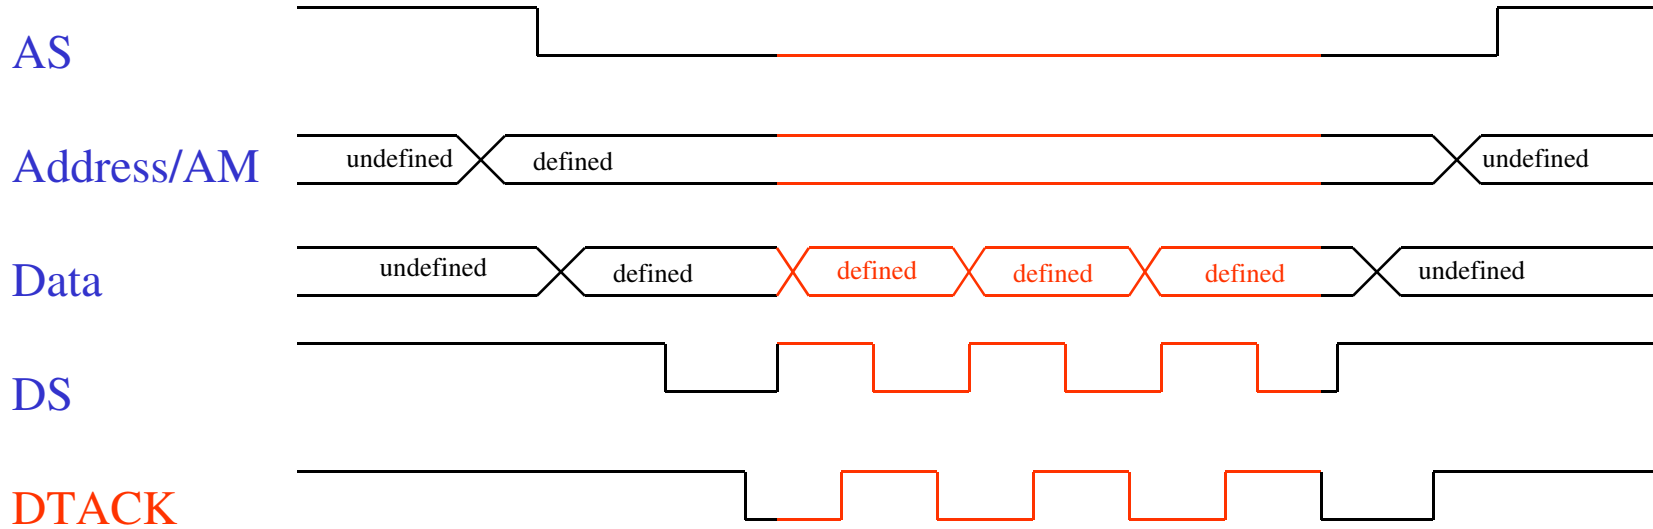 AS
Address/AM undefined defined undefined
Data undefined defined defined defined defined undefined
DS
DTACK